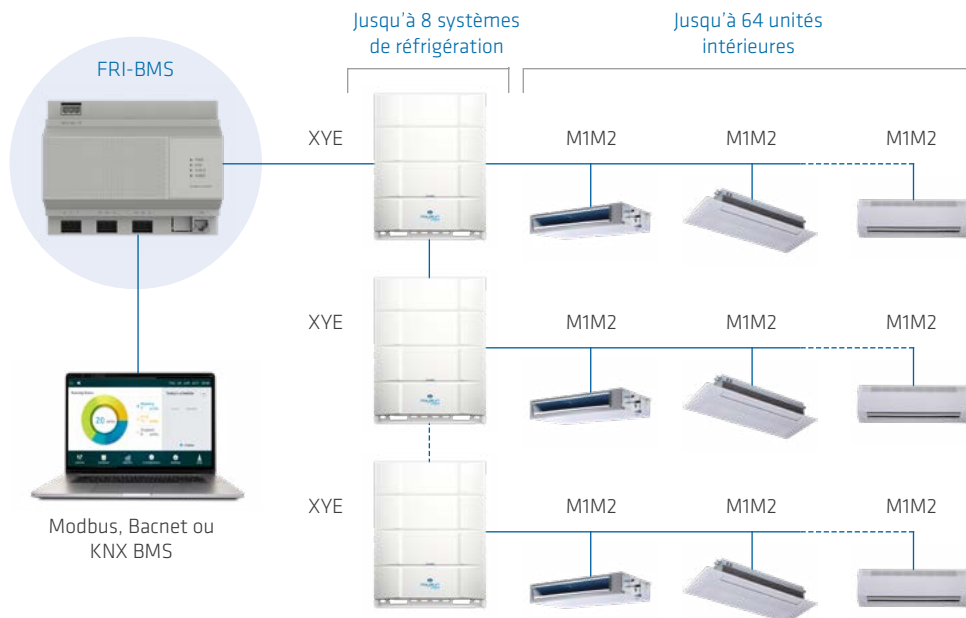 Jusqu'à 8 systèmes
de réfrigération
Jusqu'à 64 unités
intérieures
FRI-BMS
XYE
M1M2
M1M2
M1M2
XYE
M1M2
M1M2
M1M2
XYE
M1M2
M1M2
M1M2
20
Modbus, Bacnet ou
KNX BMS